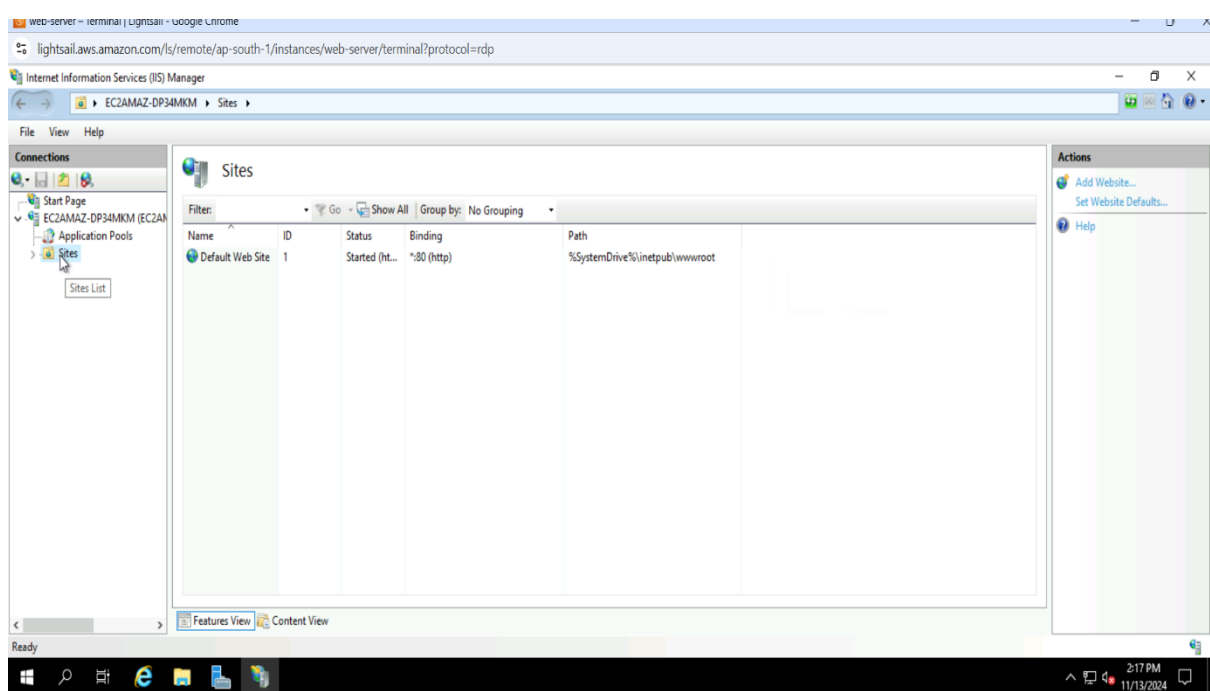 web-server – Terminal | Lightsail - Google Chrome
lightsail.aws.amazon.com/ls/remote/ap-south-1/instances/web-server/terminal?protocol=rdp
Internet Information Services (IIS) Manager
EC2AMAZ-DP34MKM Sites
File View Help
Connections
Start Page
EC2AMAZ-DP34MKM (EC2AM
Application Pools
Sites
Sites List
Sites
Filter: Go Show All Group by: No Grouping
Name ID Status Binding Path
Default Web Site 1 Started (ht... *:80 (http) %SystemDrive%\inetpub\wwwroot
Features View Content View
Actions
Add Website...
Set Website Defaults...
Help
Ready
2:17 PM
11/13/2024